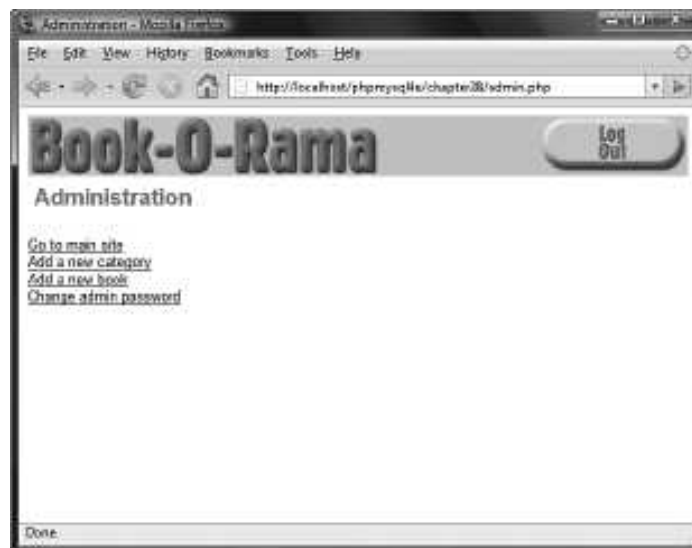 Administration - Mozilla Firefox
File Edit View History Bookmarks Tools Help
http://localhost/phpmysql4e/chapter28/admin.php
Book-O-Rama
Log
Out
Administration
Go to main site
Add a new category
Add a new book
Change admin password
Done